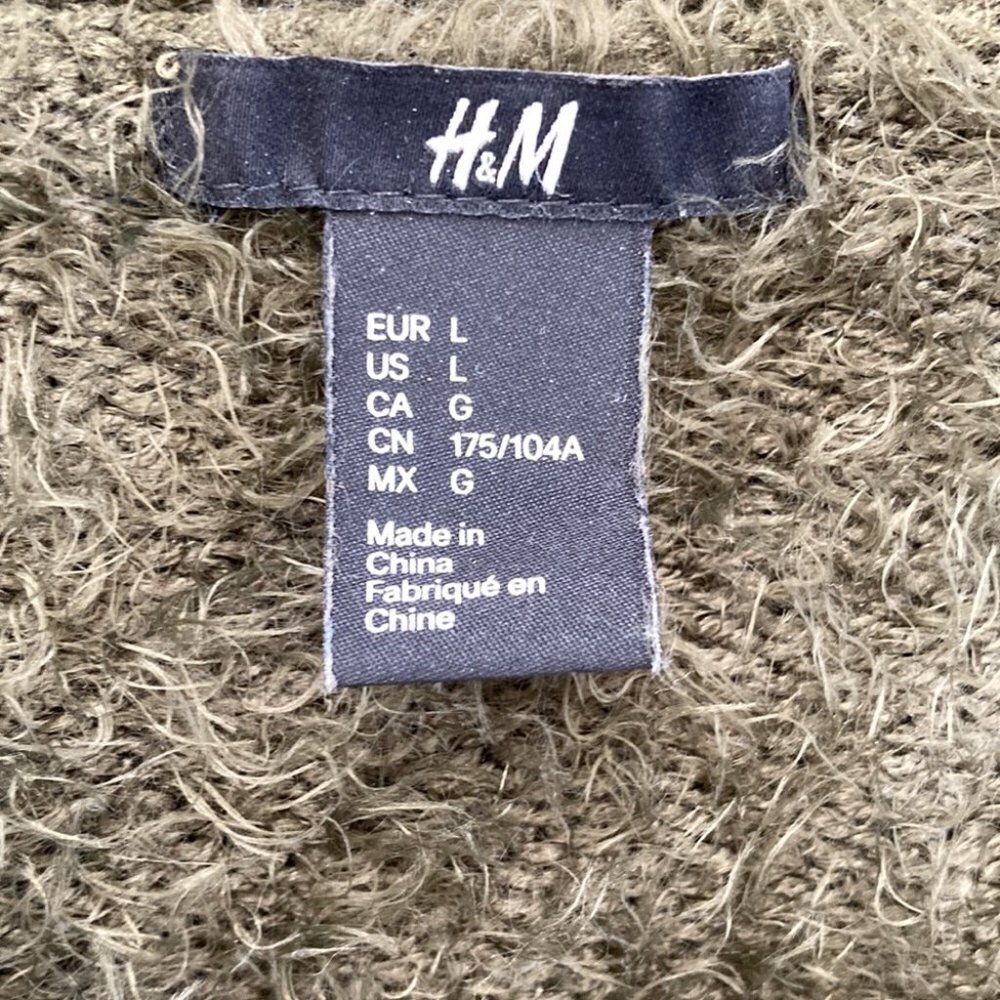 H&M
EUR L
US L
CA G
CN 175/104A
MX G
Made in
China
Fabriqué en
Chine